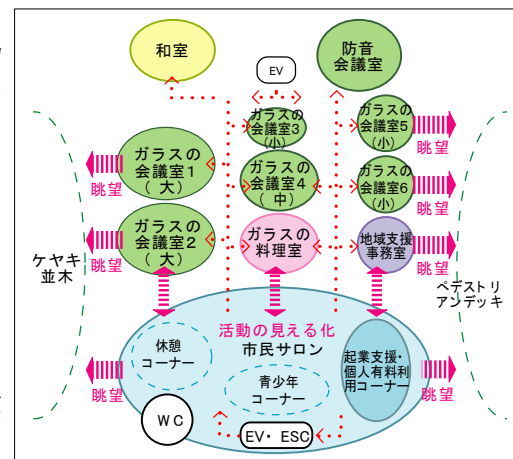 和室
EV
防音
会議室
ガラスの
会議室3
(小)
ガラスの
会議室5
(小)
眺望
ガラスの
会議室1
(大)
眺望
ガラスの
会議室4
(中)
ガラスの
会議室6
(小)
眺望
ガラスの
会議室2
(大)
眺望
ガラスの
料理室
地域支援
事務室
眺望
ケヤキ
並木
ペデストリ
アンデッキ
活動の見える化
市民サロン
休憩
コーナー
青少年
コーナー
起業支援・
個人有料利
用コーナー
眺望
眺望
WC
EV・ESC